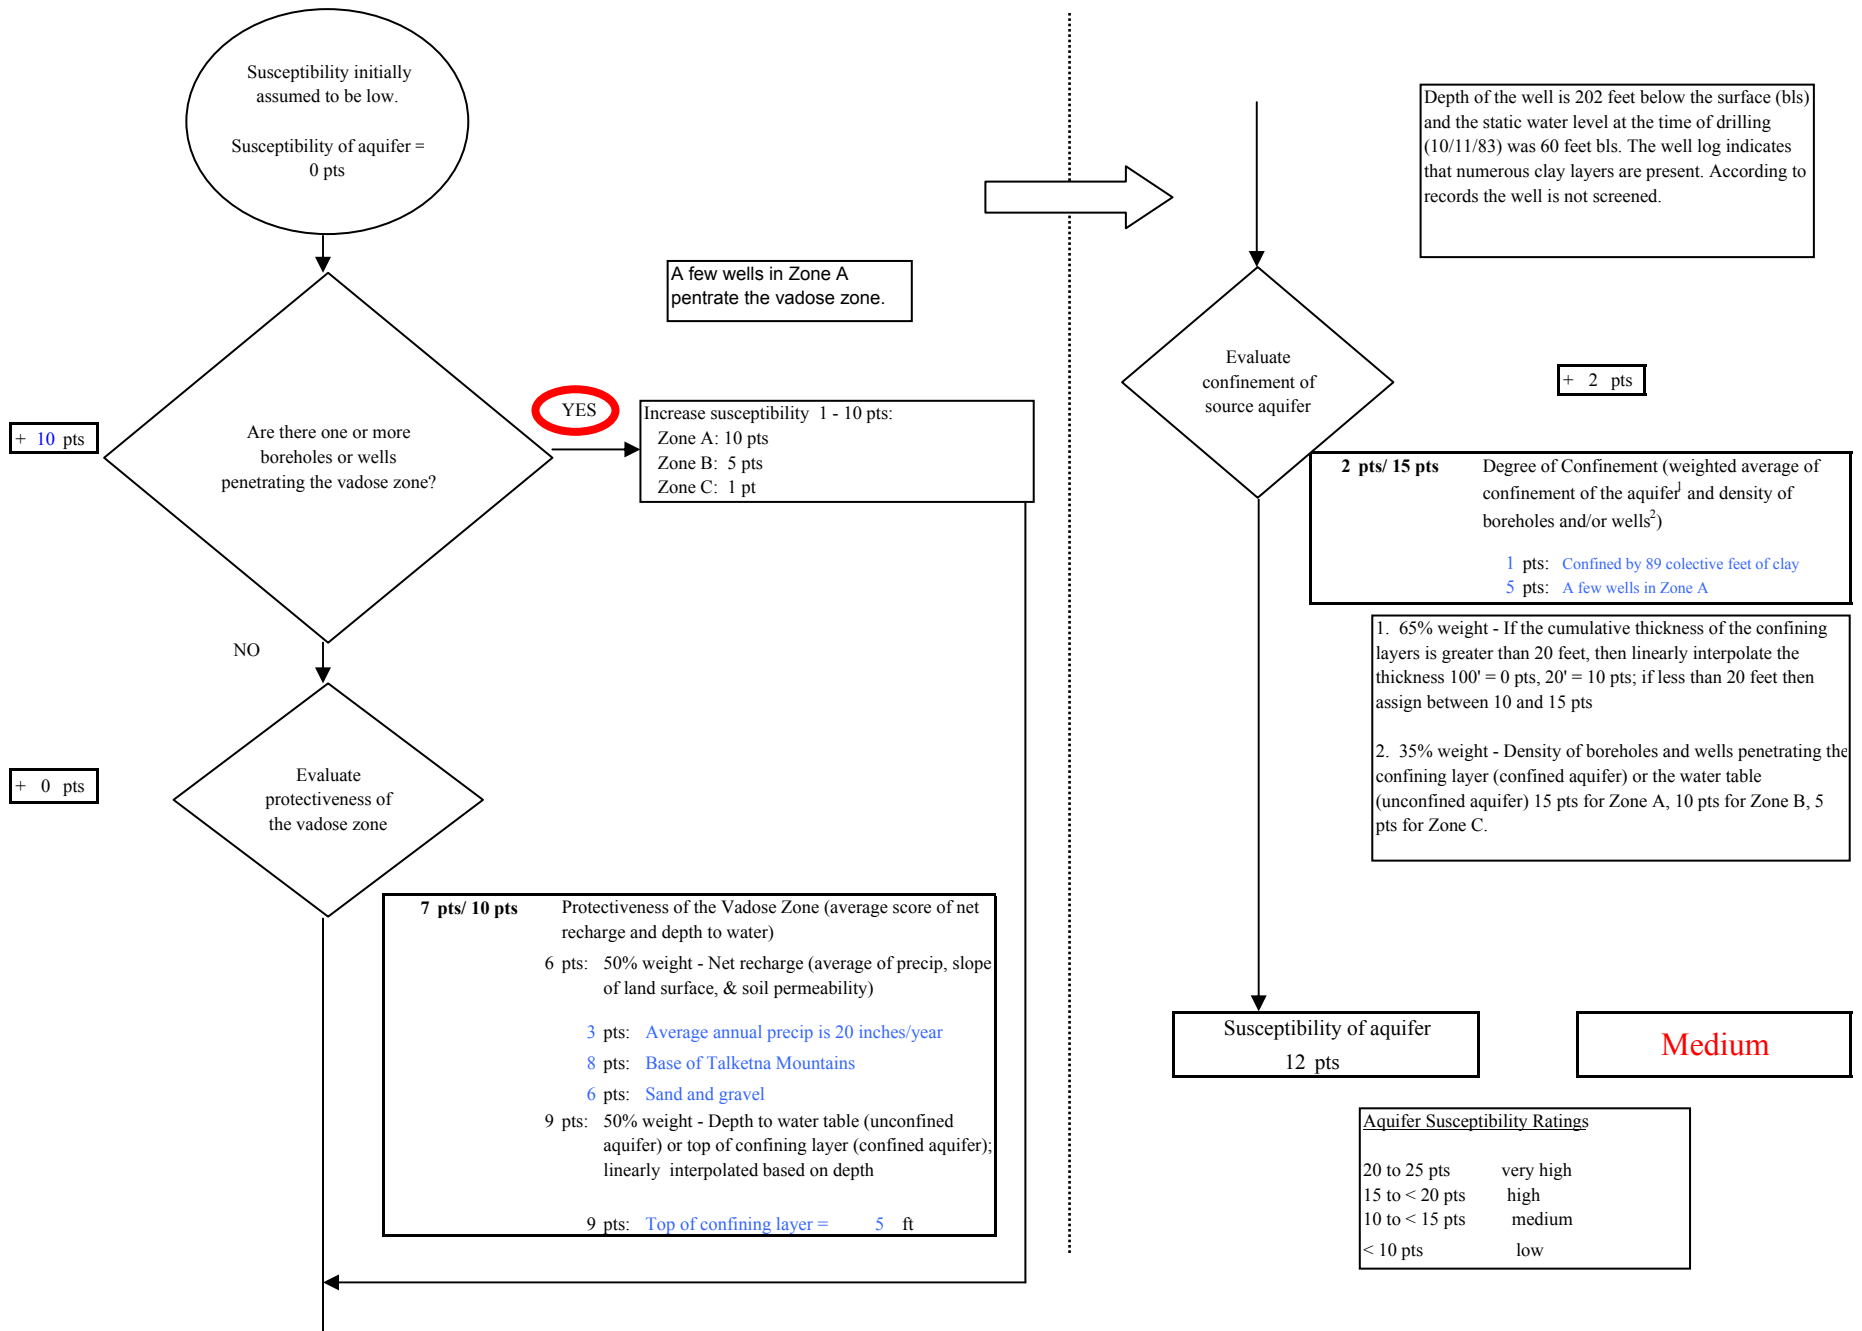 Susceptibility initially
assumed to be low.
Susceptibility of aquifer =
0 pts
A few wells in Zone A
pentrate the vadose zone.
+ 10 pts
Are there one or more
boreholes or wells
penetrating the vadose zone?
YES
Increase susceptibility 1 - 10 pts:
Zone A: 10 pts
Zone B: 5 pts
Zone C: 1 pt
NO
+ 0 pts
Evaluate
protectiveness of
the vadose zone
7 pts/ 10 pts Protectiveness of the Vadose Zone (average score of net
recharge and depth to water)
6 pts: 50% weight - Net recharge (average of precip, slope
of land surface, & soil permeability)
3 pts: Average annual precip is 20 inches/year
8 pts: Base of Talketna Mountains
6 pts: Sand and gravel
9 pts: 50% weight - Depth to water table (unconfined
aquifer) or top of confining layer (confined aquifer);
linearly interpolated based on depth
9 pts: Top of confining layer = 5 ft
Depth of the well is 202 feet below the surface (bls)
and the static water level at the time of drilling
(10/11/83) was 60 feet bls. The well log indicates
that numerous clay layers are present. According to
records the well is not screened.
Evaluate
confinement of
source aquifer
+ 2 pts
2 pts/ 15 pts Degree of Confinement (weighted average of
confinement of the aquifer1 and density of
boreholes and/or wells2)
1 pts: Confined by 89 colective feet of clay
5 pts: A few wells in Zone A
1. 65% weight - If the cumulative thickness of the confining
layers is greater than 20 feet, then linearly interpolate the
thickness 100' = 0 pts, 20' = 10 pts; if less than 20 feet then
assign between 10 and 15 pts
2. 35% weight - Density of boreholes and wells penetrating the
confining layer (confined aquifer) or the water table
(unconfined aquifer) 15 pts for Zone A, 10 pts for Zone B, 5
pts for Zone C.
Susceptibility of aquifer
12 pts
Medium
Aquifer Susceptibility Ratings
20 to 25 pts very high
15 to < 20 pts high
10 to < 15 pts medium
< 10 pts low